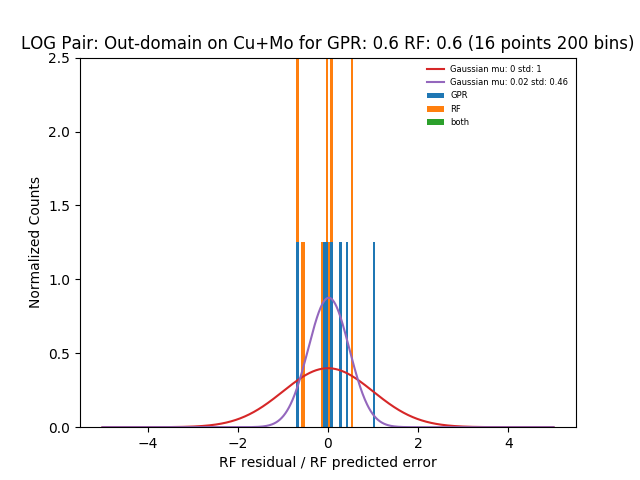 LOG Pair: Out-domain on Cu+Mo for GPR: 0.6 RF: 0.6 (16 points 200 bins)
Gaussian mu: 0 std: 1
Gaussian mu: 0.02 std: 0.46
GPR
RF
both
2.5
2.0
1.5
1.0
0.5
0.0
Normalized Counts
−4
−2
0
2
4
RF residual / RF predicted error